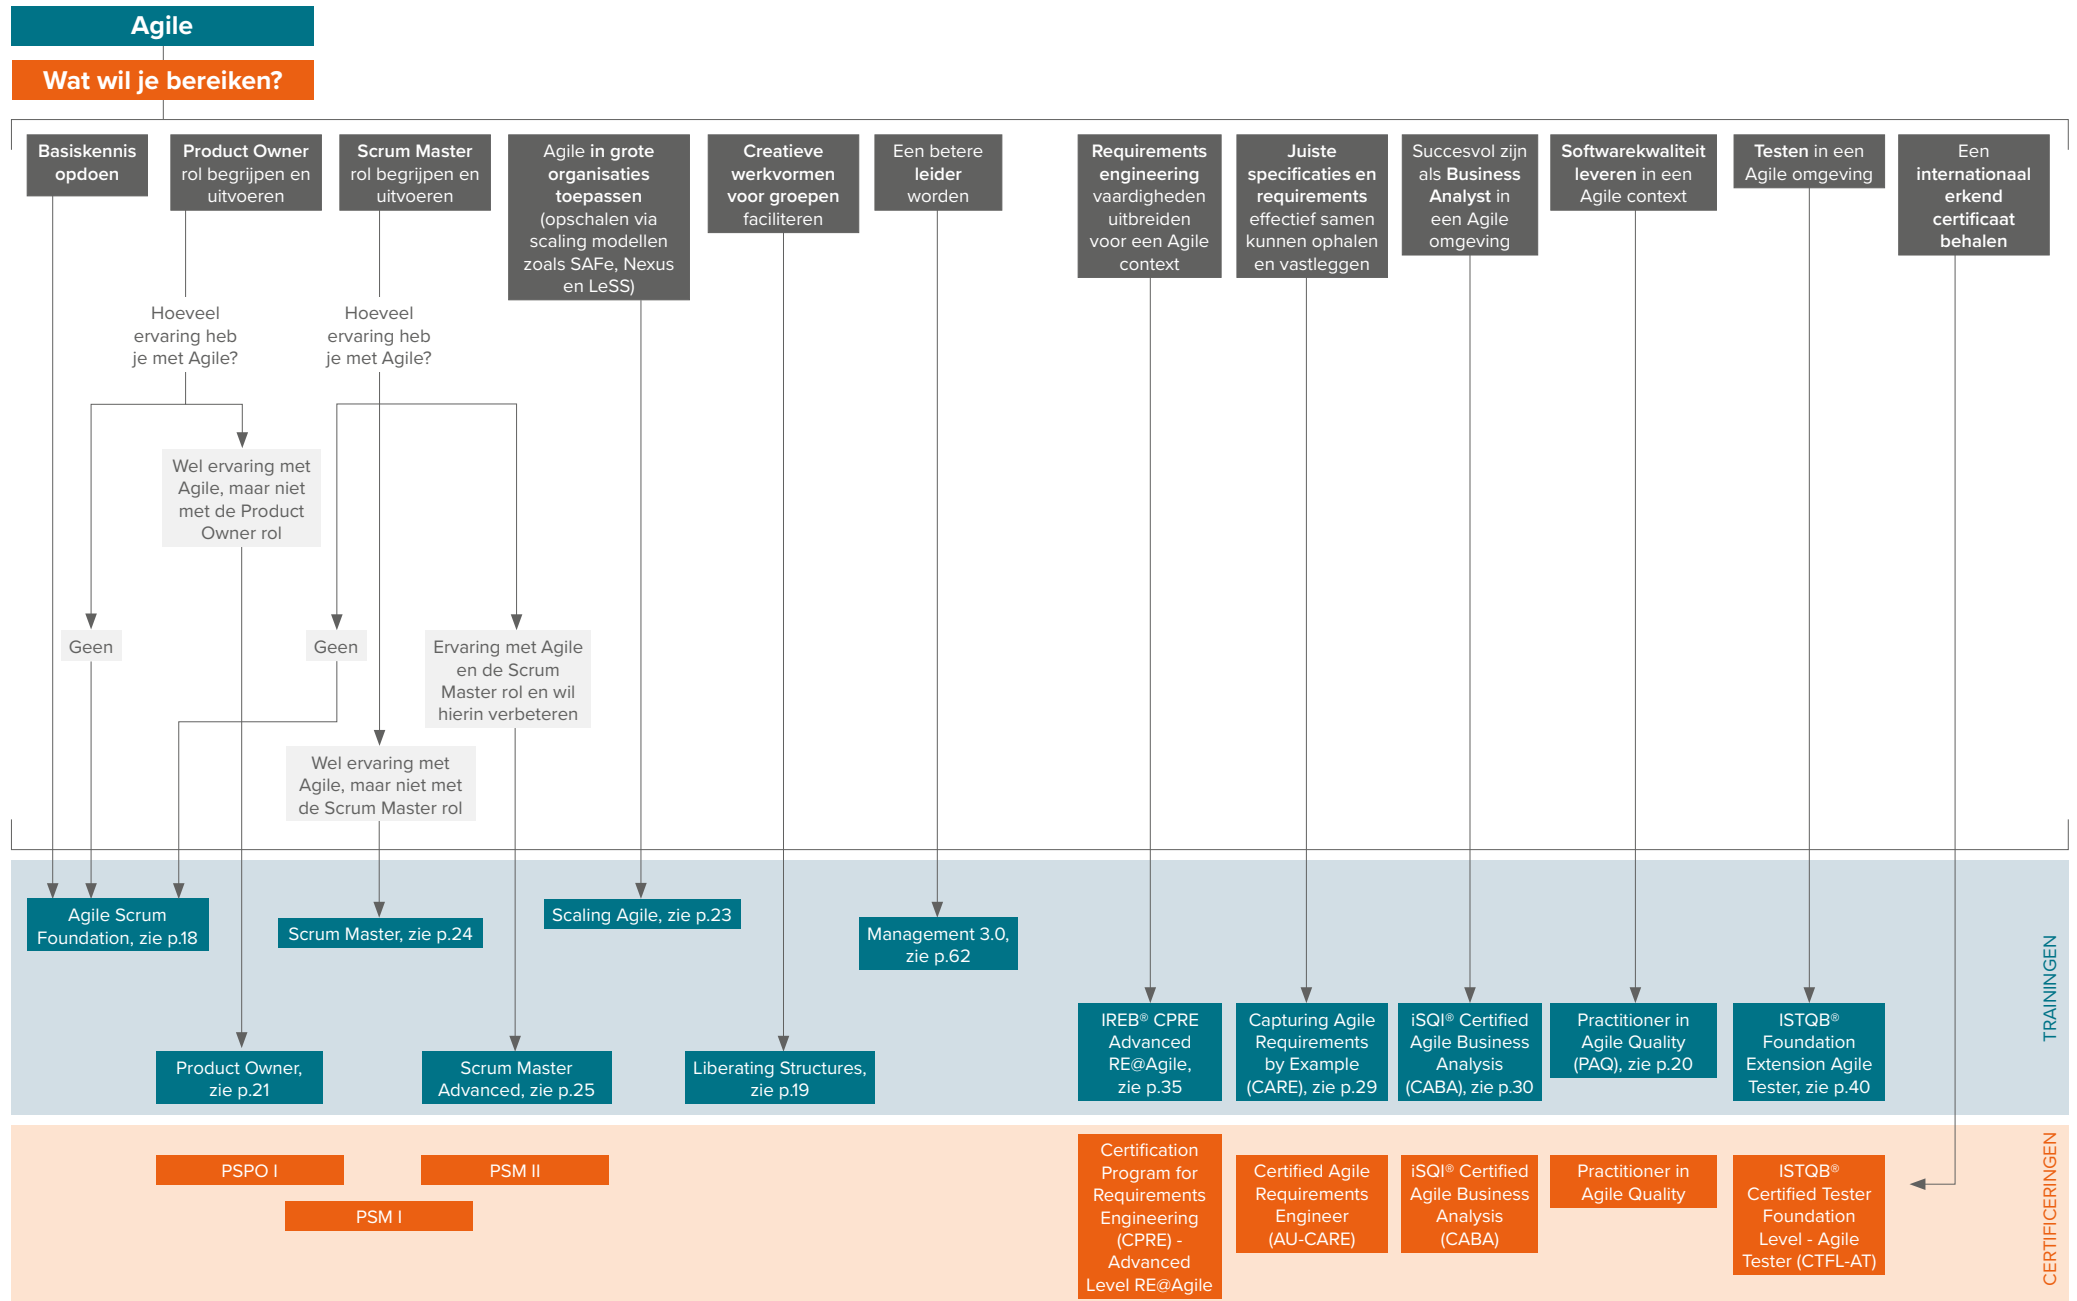 Agile
Wat wil je bereiken?
Basiskennis
opdoen
Product Owner
rol begrijpen en
uitvoeren
Scrum Master
rol begrijpen en
uitvoeren
Agile in grote
organisaties
toepassen
(opschalen via
scaling modellen
zoals SAFe, Nexus
en LeSS)
Creatieve
werkvormen
voor groepen
faciliteren
Een betere
leider
worden
Requirements
engineering
vaardigheden
uitbreiden
voor een Agile
context
Juiste
specificaties en
requirements
effectief samen
kunnen ophalen
en vastleggen
Succesvol zijn
als Business
Analyst in
een Agile
omgeving
Softwarekwaliteit
leveren in een
Agile context
Testen in een
Agile omgeving
Een
internationaal
erkend
certificaat
behalen
Hoeveel
ervaring heb
je met Agile?
Hoeveel
ervaring heb
je met Agile?
Wel ervaring met
Agile, maar niet
met de Product
Owner rol
Geen
Geen
Ervaring met Agile
en de Scrum
Master rol en wil
hierin verbeteren
Wel ervaring met
Agile, maar niet met
de Scrum Master rol
Agile Scrum
Foundation, zie p.18
Scrum Master, zie p.24
Scaling Agile, zie p.23
Management 3.0,
zie p.62
Product Owner,
zie p.21
Scrum Master
Advanced, zie p.25
Liberating Structures,
zie p.19
IREB® CPRE
Advanced
RE@Agile,
zie p.35
Capturing Agile
Requirements
by Example
(CARE), zie p.29
iSQI® Certified
Agile Business
Analysis
(CABA), zie p.30
Practitioner in
Agile Quality
(PAQ), zie p.20
ISTQB®
Foundation
Extension Agile
Tester, zie p.40
TRAININGEN
PSPO I
PSM II
PSM I
Certification
Program for
Requirements
Engineering
(CPRE) -
Advanced
Level RE@Agile
Certified Agile
Requirements
Engineer
(AU-CARE)
iSQI® Certified
Agile Business
Analysis
(CABA)
Practitioner in
Agile Quality
ISTQB®
Certified Tester
Foundation
Level - Agile
Tester (CTFL-AT)
CERTIFICERINGEN